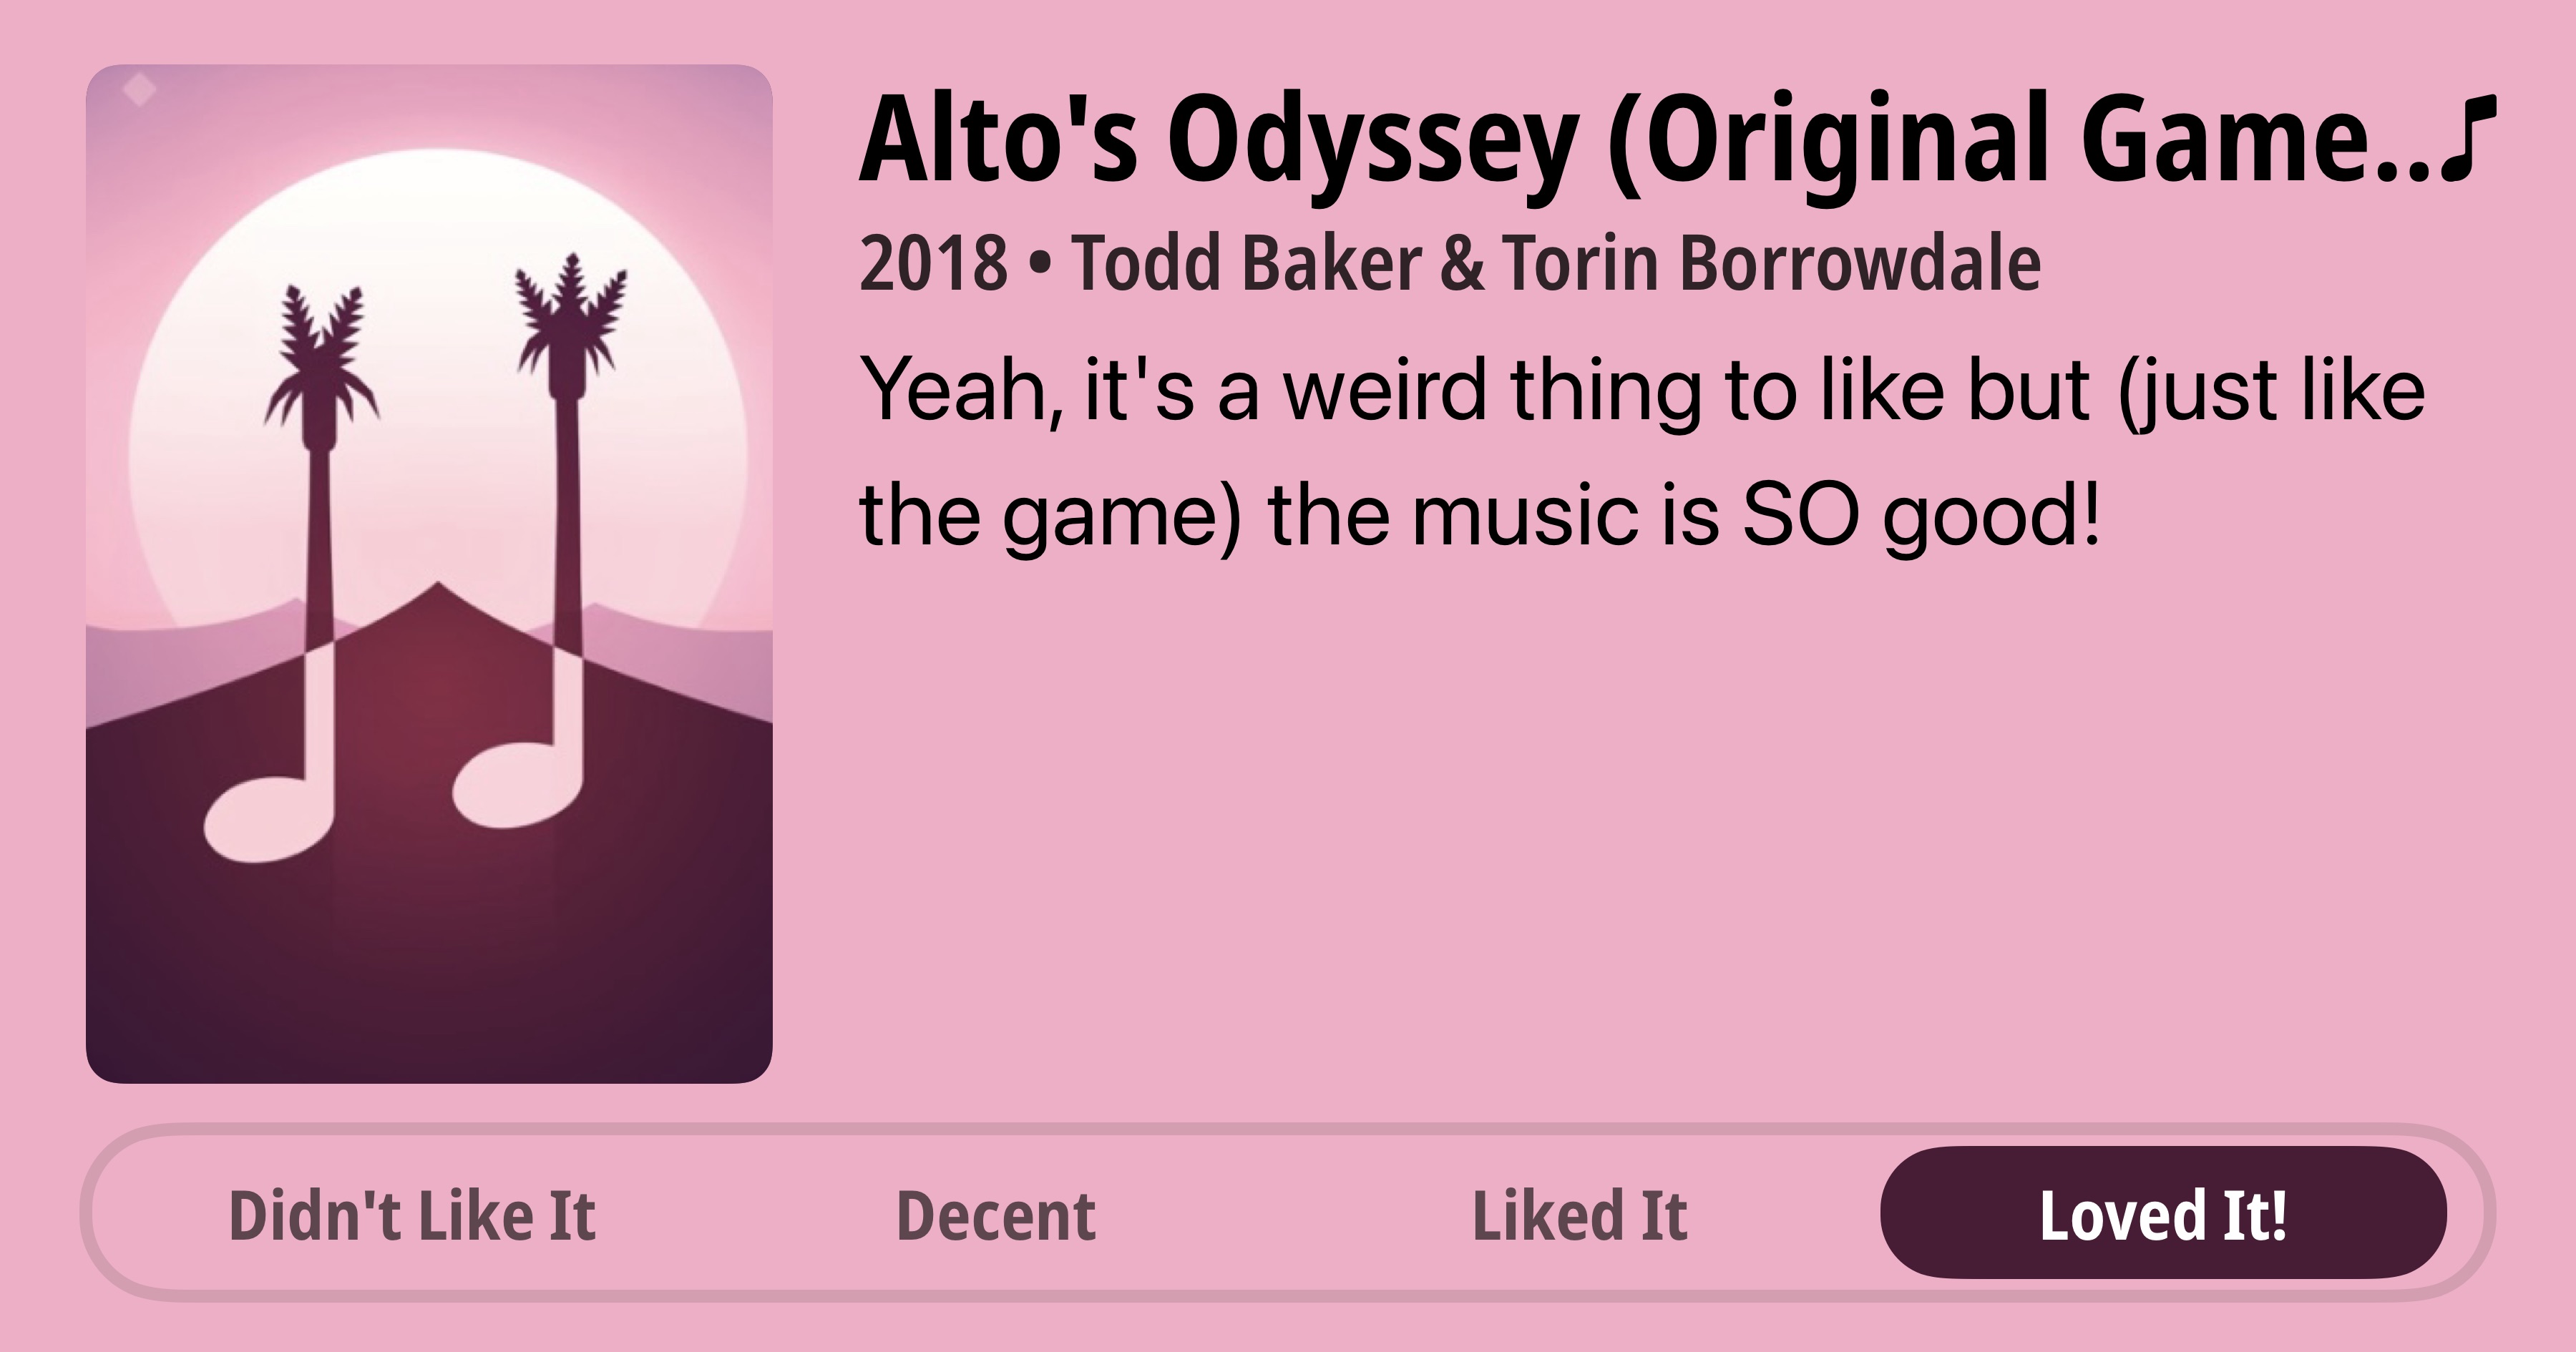 Alto's Odyssey (Original Game...
2018 • Todd Baker & Torin Borrowdale
Yeah, it's a weird thing to like but (just like
the game) the music is SO good!
Didn't Like It Decent Liked It Loved It!